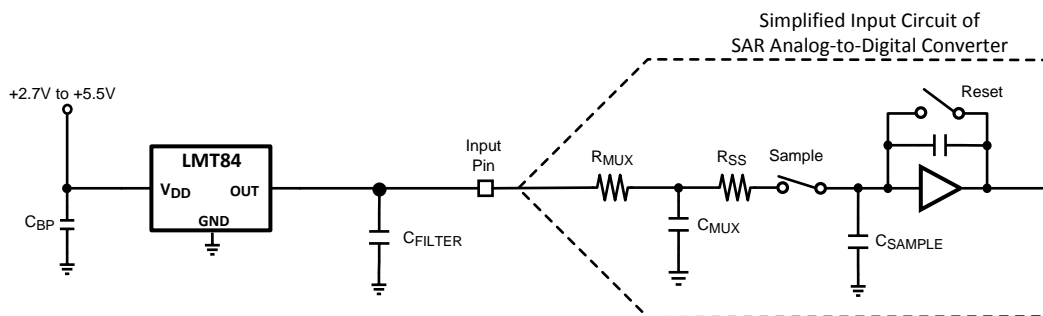 Simplified Input Circuit of
SAR Analog-to-Digital Converter
+2.7V to +5.5V
Reset
LMT84
Input
Pin
RMUX
RSS
Sample
VDD
OUT
GND
CBP
CFILTER
CMUX
CSAMPLE